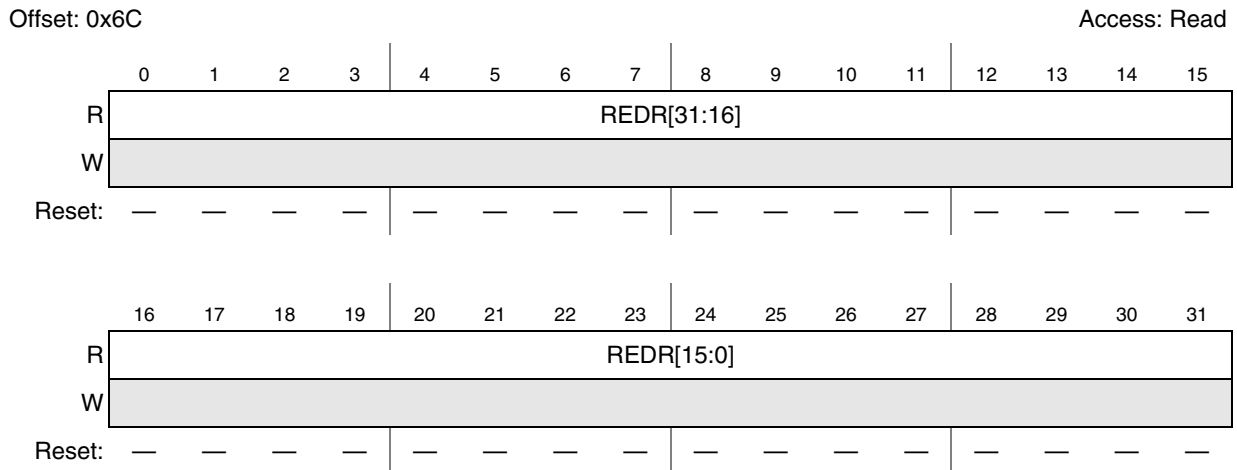 Offset: 0x6C Access: Read
0 1 2 3 4 5 6 7 8 9 10 11 12 13 14 15
R REDR[31:16]
W
Reset: — — — — — — — — — — — — — — — —
16 17 18 19 20 21 22 23 24 25 26 27 28 29 30 31
R REDR[15:0]
W
Reset: — — — — — — — — — — — — — — — —